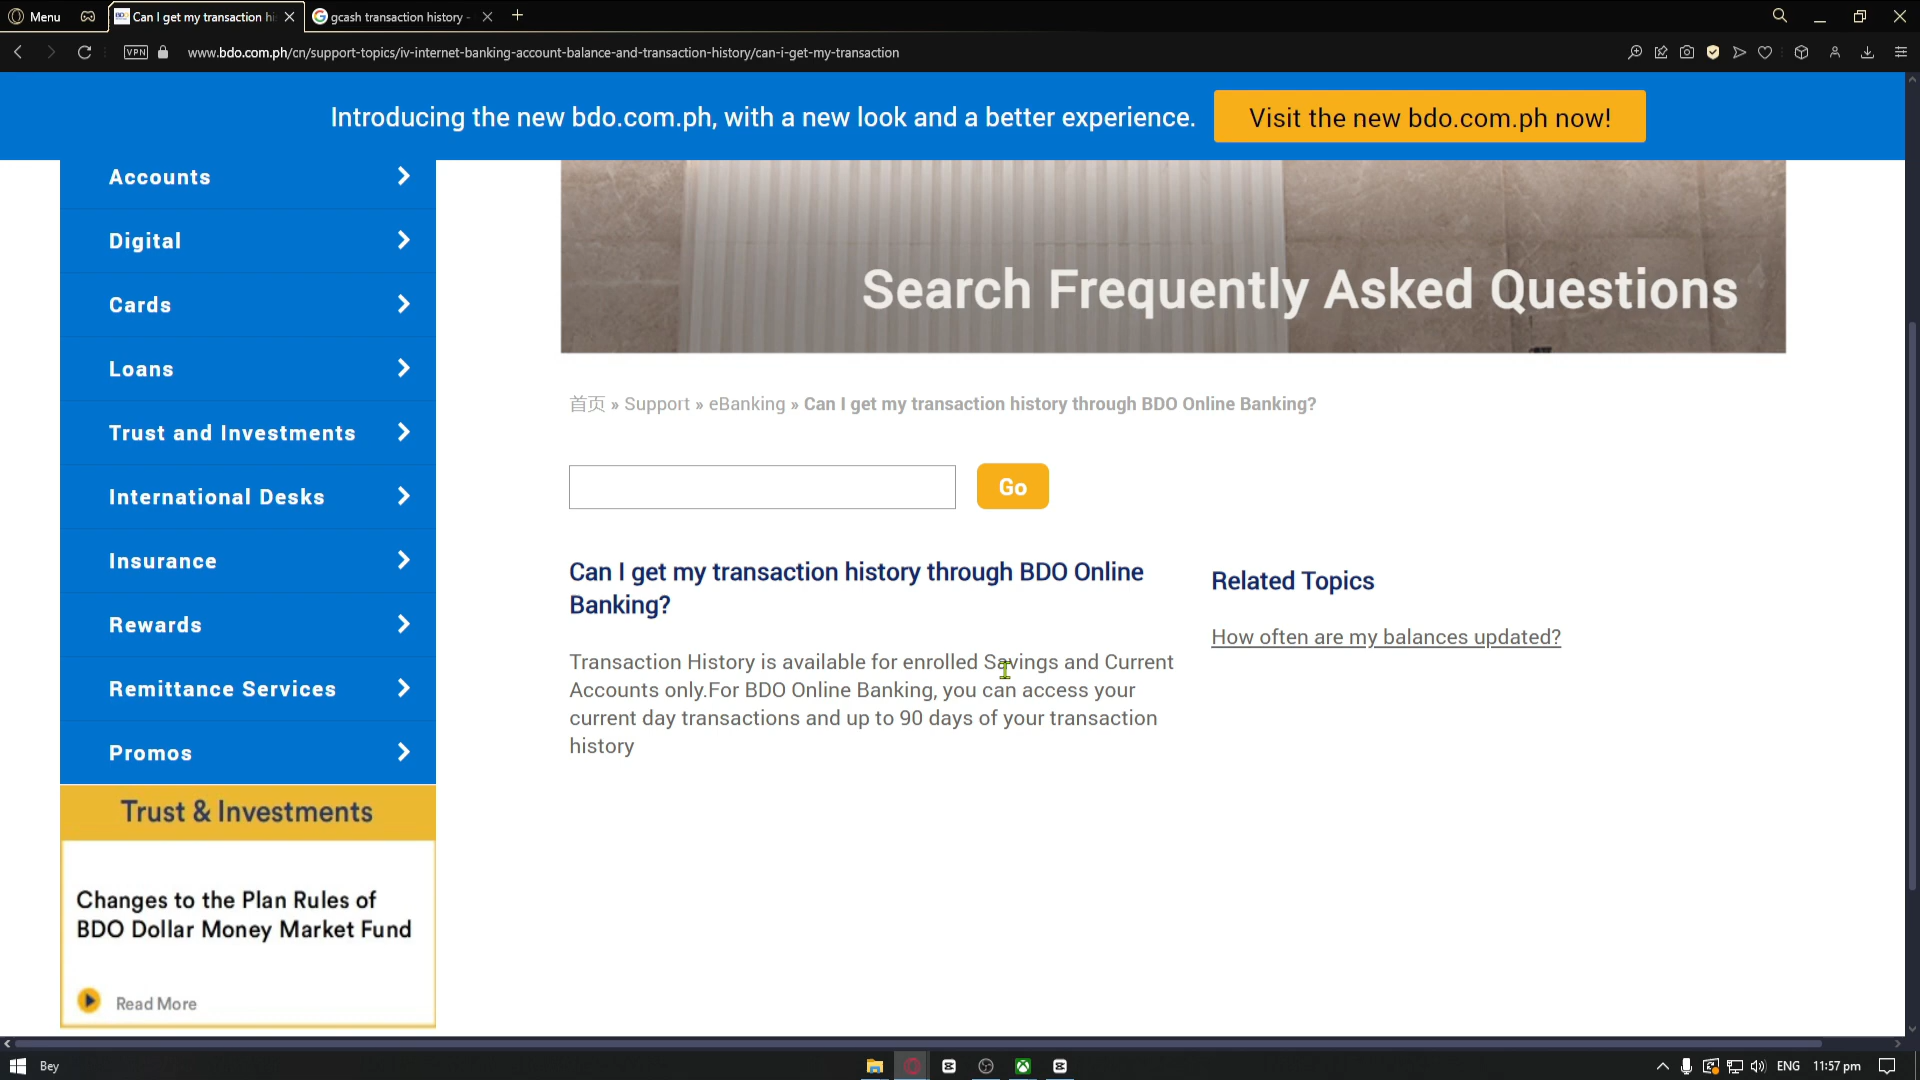 Menu
Can I get my transaction hi
gcash transaction history -
VPN
www.bdo.com.ph/cn/support-topics/iv-internet-banking-account-balance-and-transaction-history/can-i-get-my-transaction
Introducing the new bdo.com.ph, with a new look and a better experience.
Visit the new bdo.com.ph now!
Accounts
Digital
Cards
Loans
Trust and Investments
International Desks
Insurance
Rewards
Remittance Services
Promos
Trust & Investments
Changes to the Plan Rules of
BDO Dollar Money Market Fund
Read More
Search Frequently Asked Questions
首页 » Support » eBanking » Can I get my transaction history through BDO Online Banking?
Go
Can I get my transaction history through BDO Online
Banking?
Transaction History is available for enrolled Savings and Current
Accounts only.For BDO Online Banking, you can access your
current day transactions and up to 90 days of your transaction
history
Related Topics
How often are my balances updated?
Bey
ENG
11:57 pm